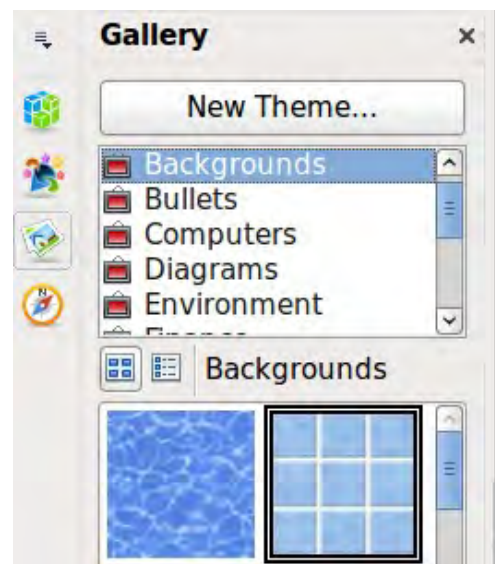 Gallery
New Theme...
Backgrounds
Bullets
Computers
Diagrams
Environment
Backgrounds